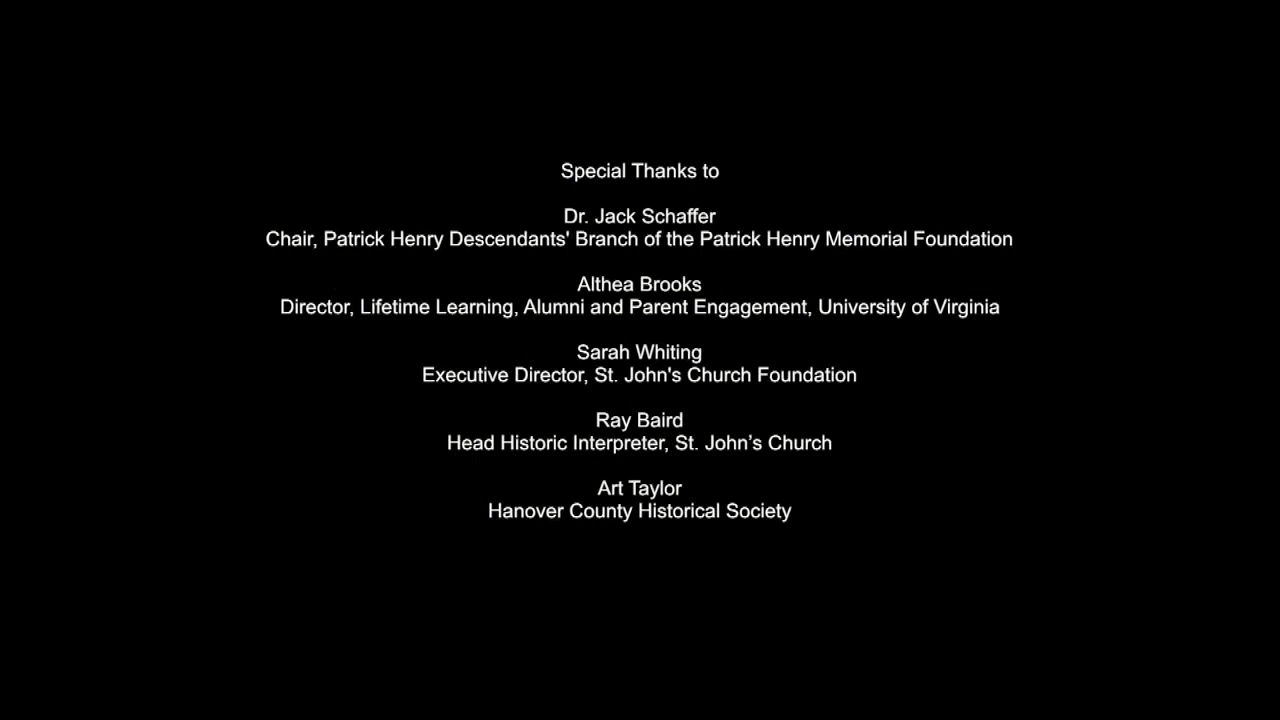 Special Thanks to
Dr. Jack Schaffer
Chair, Patrick Henry Descendants' Branch of the Patrick Henry Memorial Foundation
Althea Brooks
Director, Lifetime Learning, Alumni and Parent Engagement, University of Virginia
Sarah Whiting
Executive Director, St. John's Church Foundation
Ray Baird
Head Historic Interpreter, St. John’s Church
Art Taylor
Hanover County Historical Society